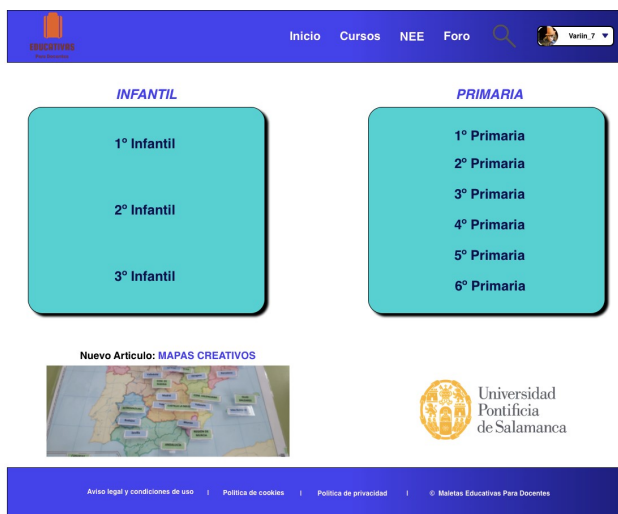 EDUCATIVAS
Inicio Cursos NEE Foro
Variin_7
INFANTIL
1º Infantil
2º Infantil
3º Infantil
PRIMARIA
1º Primaria
2º Primaria
3º Primaria
4º Primaria
5º Primaria
6º Primaria
Nuevo Articulo: MAPAS CREATIVOS
Universidad
Pontificia
de Salamanca
Aviso legal y condiciones de uso | Política de cookies | Política de privacidad | © Maletas Educativas Para Docentes